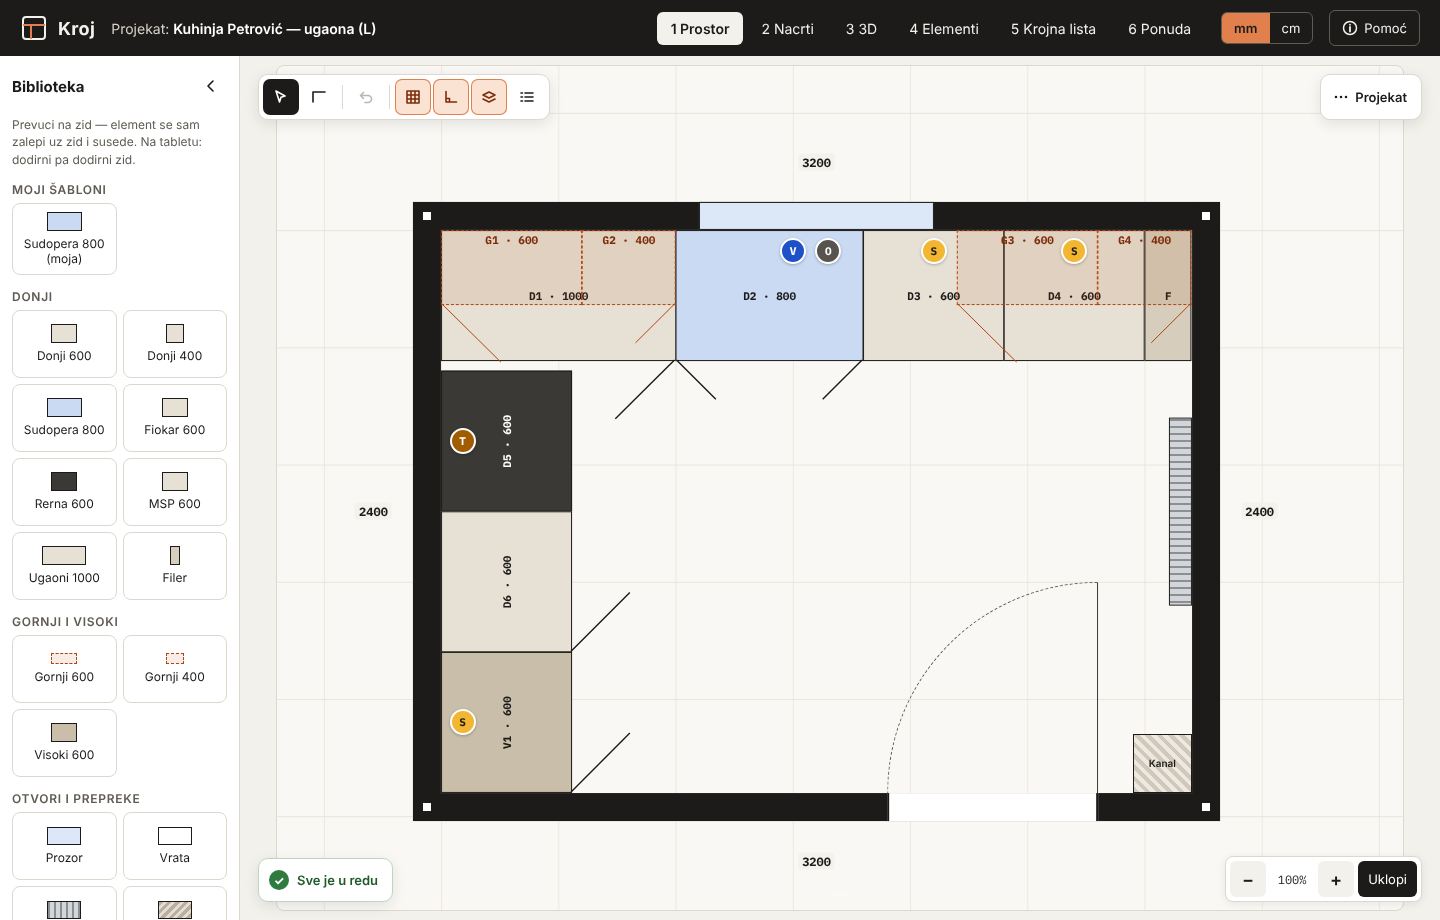 Kroj
Projekat: Kuhinja Petrović — ugaona (L)
1 Prostor
2 Nacrti
3 3D
4 Elementi
5 Krojna lista
6 Ponuda
mm
cm
Pomoć
Biblioteka
Prevuci na zid — element se sam
zalepi uz zid i susede. Na tabletu:
dodirni pa dodirni zid.
MOJI ŠABLONI
Sudopera 800
(moja)
DONJI
Donji 600
Donji 400
Sudopera 800
Fiokar 600
Rerna 600
MSP 600
Ugaoni 1000
Filer
GORNJI I VISOKI
Gornji 600
Gornji 400
Visoki 600
OTVORI I PREPREKE
Prozor
Vrata
Projekat
3200
G1 · 600
G2 · 400
V
O
S
G3 · 600
S
G4 · 400
D1 · 1000
D2 · 800
D3 · 600
D4 · 600
F
T
D5 · 600
2400
2400
D6 · 600
S
V1 · 600
Kanal
3200
Sve je u redu
−
100%
+
Uklopi